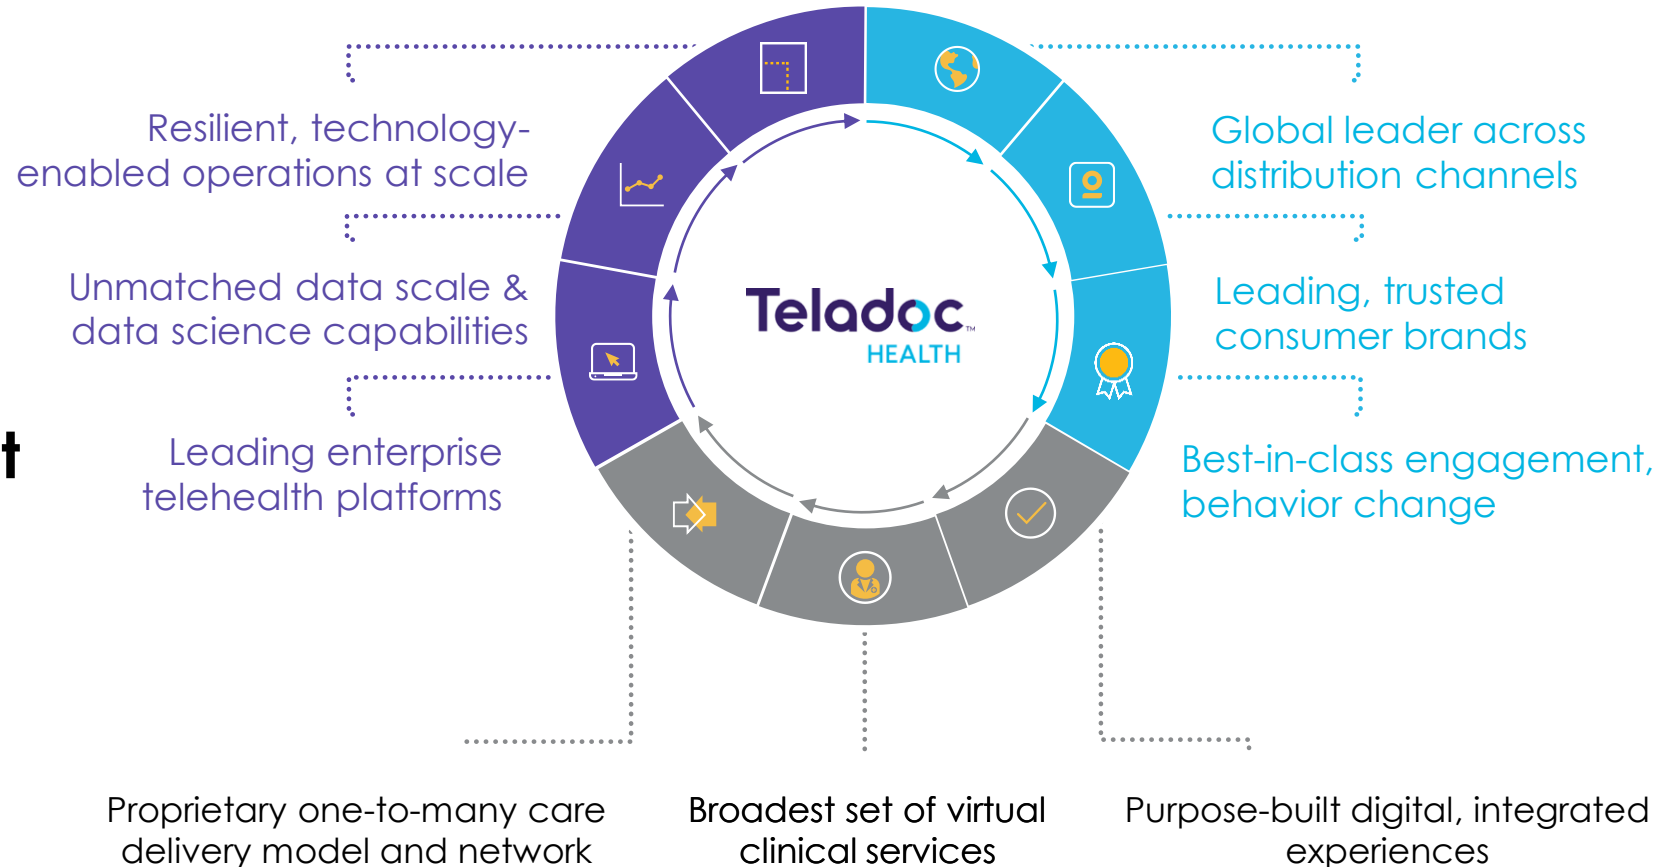 Resilient, technology-
enabled operations at scale
Unmatched data scale &
data science capabilities
Leading enterprise
telehealth platforms
t
Teladoc™
HEALTH
Global leader across
distribution channels
Leading, trusted
consumer brands
Best-in-class engagement,
behavior change
Proprietary one-to-many care
delivery model and network
Broadest set of virtual
clinical services
Purpose-built digital, integrated
experiences